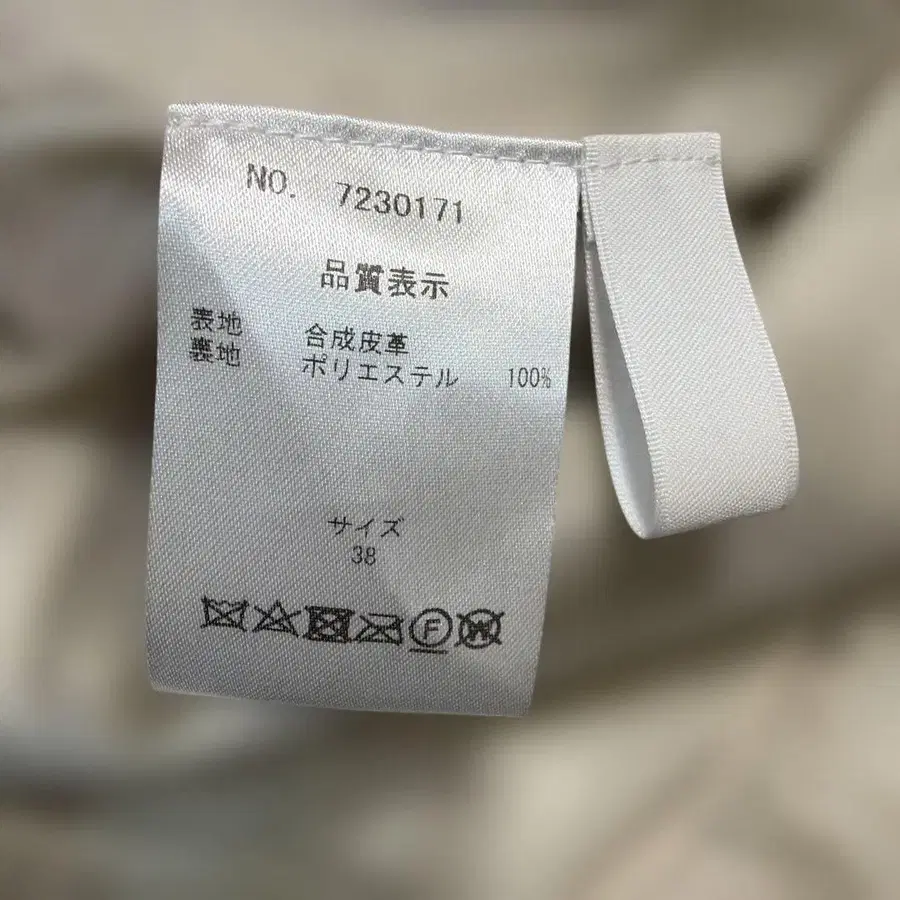 NO. 7230171
品質表示
表地 合成皮革
裏地 ポリエステル 100%
サイズ
38
F W